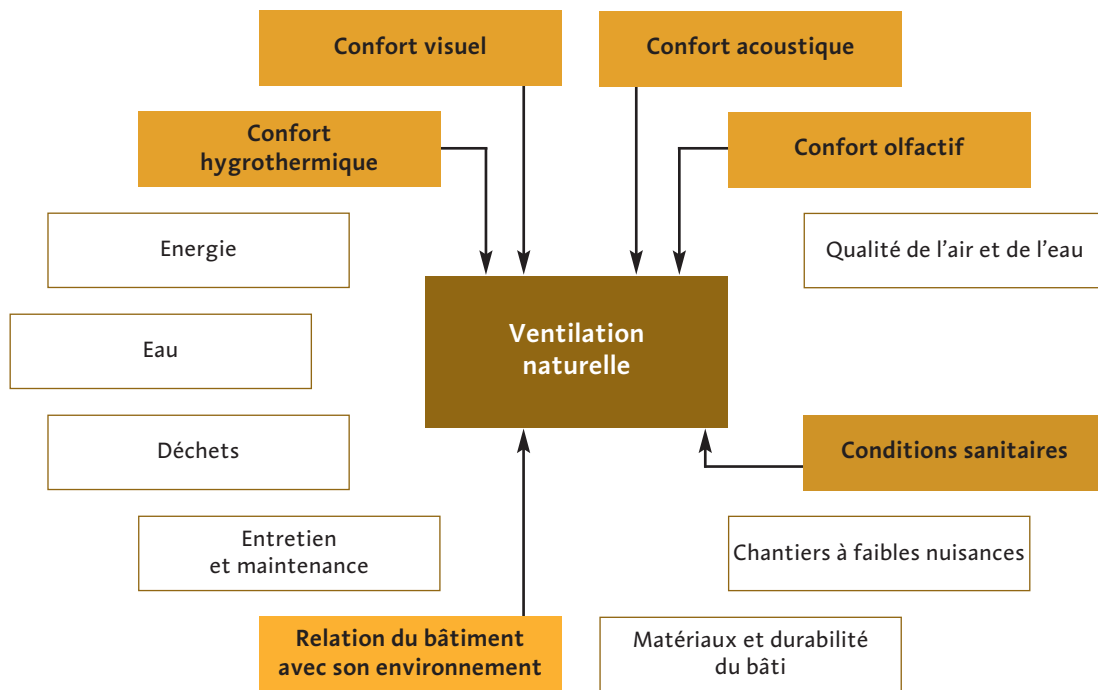 Confort visuel
Confort acoustique
Confort
hygrothermique
Confort olfactif
Energie
Qualité de l'air et de l'eau
Eau
Ventilation
naturelle
Déchets
Conditions sanitaires
Entretien
et maintenance
Chantiers à faibles nuisances
Relation du bâtiment
avec son environnement
Matériaux et durabilité
du bâti